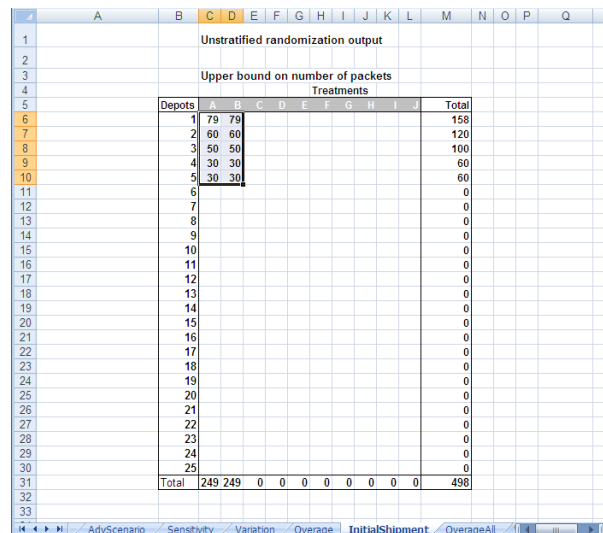 A B C D E F G H I J K L M N O P Q
1 Unstratified randomization output
2
3 Upper bound on number of packets
4 Treatments
5 Depots A B C D E F G H I J Total
6 1 79 79 158
7 2 60 60 120
8 3 50 50 100
9 4 30 30 60
10 5 30 30 60
11 6 0
12 7 0
13 8 0
14 9 0
15 10 0
16 11 0
17 12 0
18 13 0
19 14 0
20 15 0
21 16 0
22 17 0
23 18 0
24 19 0
25 20 0
26 21 0
27 22 0
28 23 0
29 24 0
30 25 0
31 Total 249 249 0 0 0 0 0 0 0 0 498
32
33
AdvScenario Sensitivity Variation Overage InitialShipment OverageAll